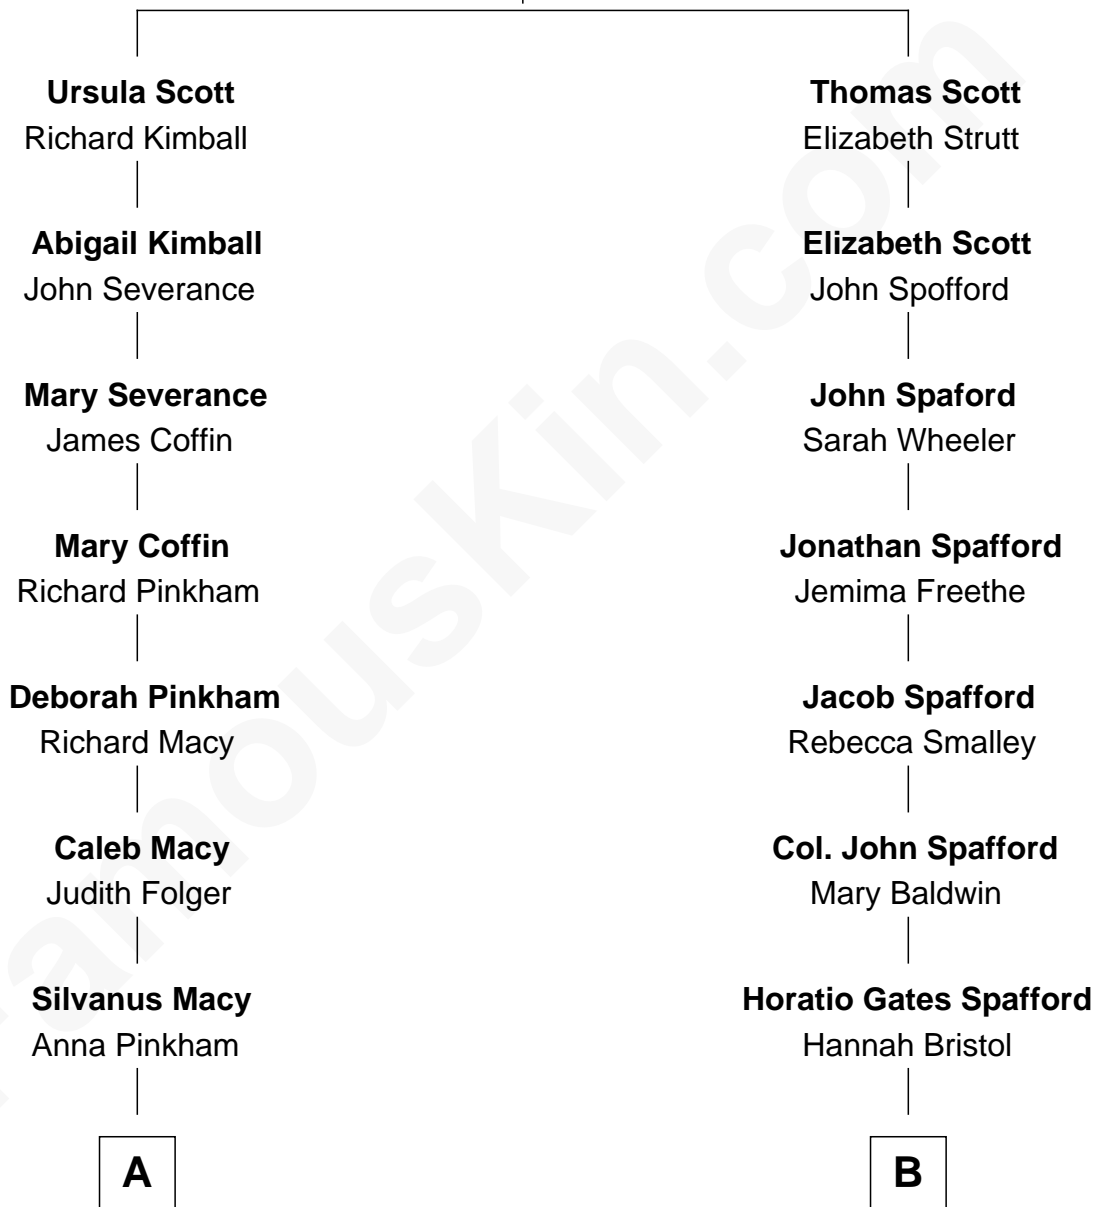 Ursula Scott
Richard Kimball
Thomas Scott
Elizabeth Strutt
Abigail Kimball
John Severance
Elizabeth Scott
John Spofford
Mary Severance
James Coffin
John Spaford
Sarah Wheeler
Mary Coffin
Richard Pinkham
Jonathan Spafford
Jemima Freethe
Deborah Pinkham
Richard Macy
Jacob Spafford
Rebecca Smalley
Caleb Macy
Judith Folger
Col. John Spafford
Mary Baldwin
Silvanus Macy
Anna Pinkham
Horatio Gates Spafford
Hannah Bristol
A
B
FamousKin.com